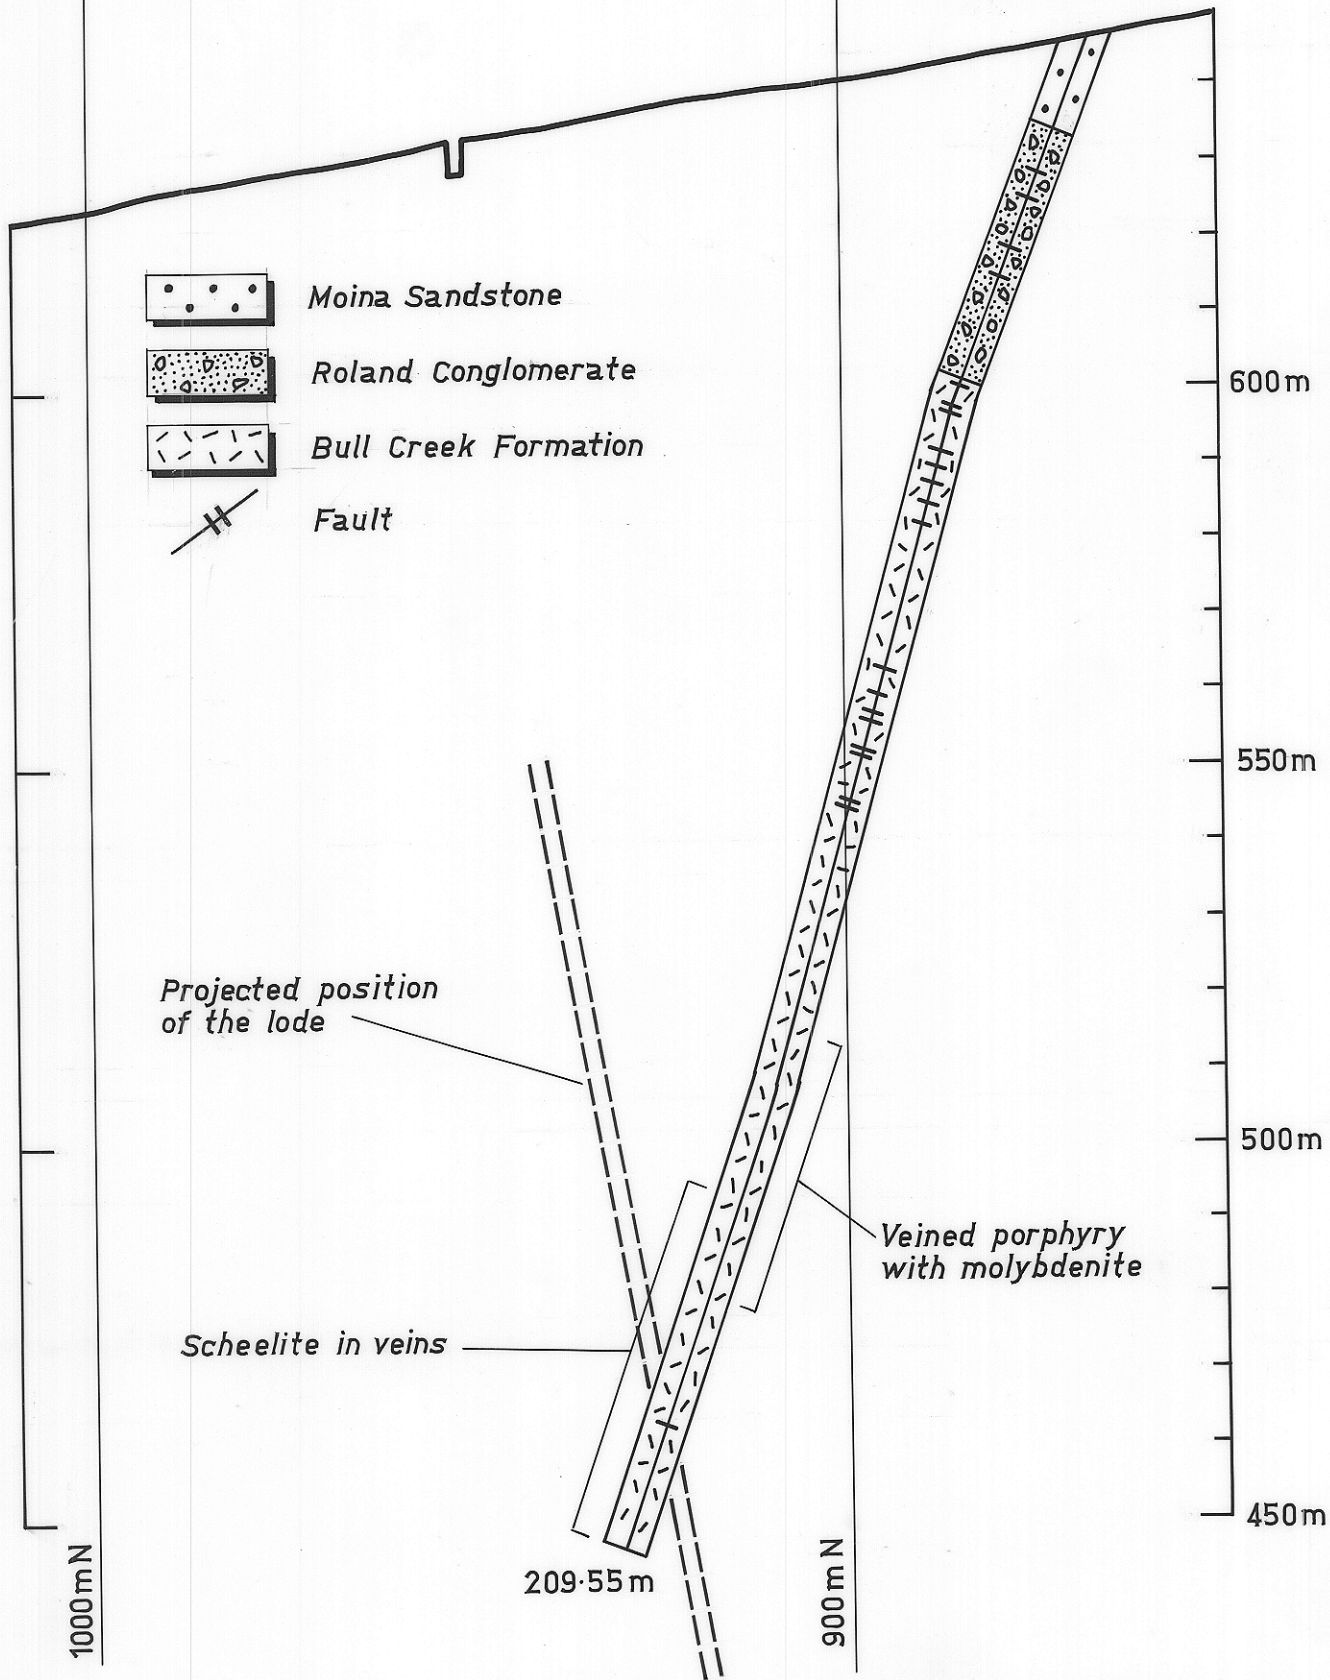 Moina Sandstone
Roland Conglomerate
Bull Creek Formation
Fault
600m
550m
Projected position
of the lode
500m
Veined porphyry
with molybdenite
Scheelite in veins
450m
209·55m
1000mN
900mN